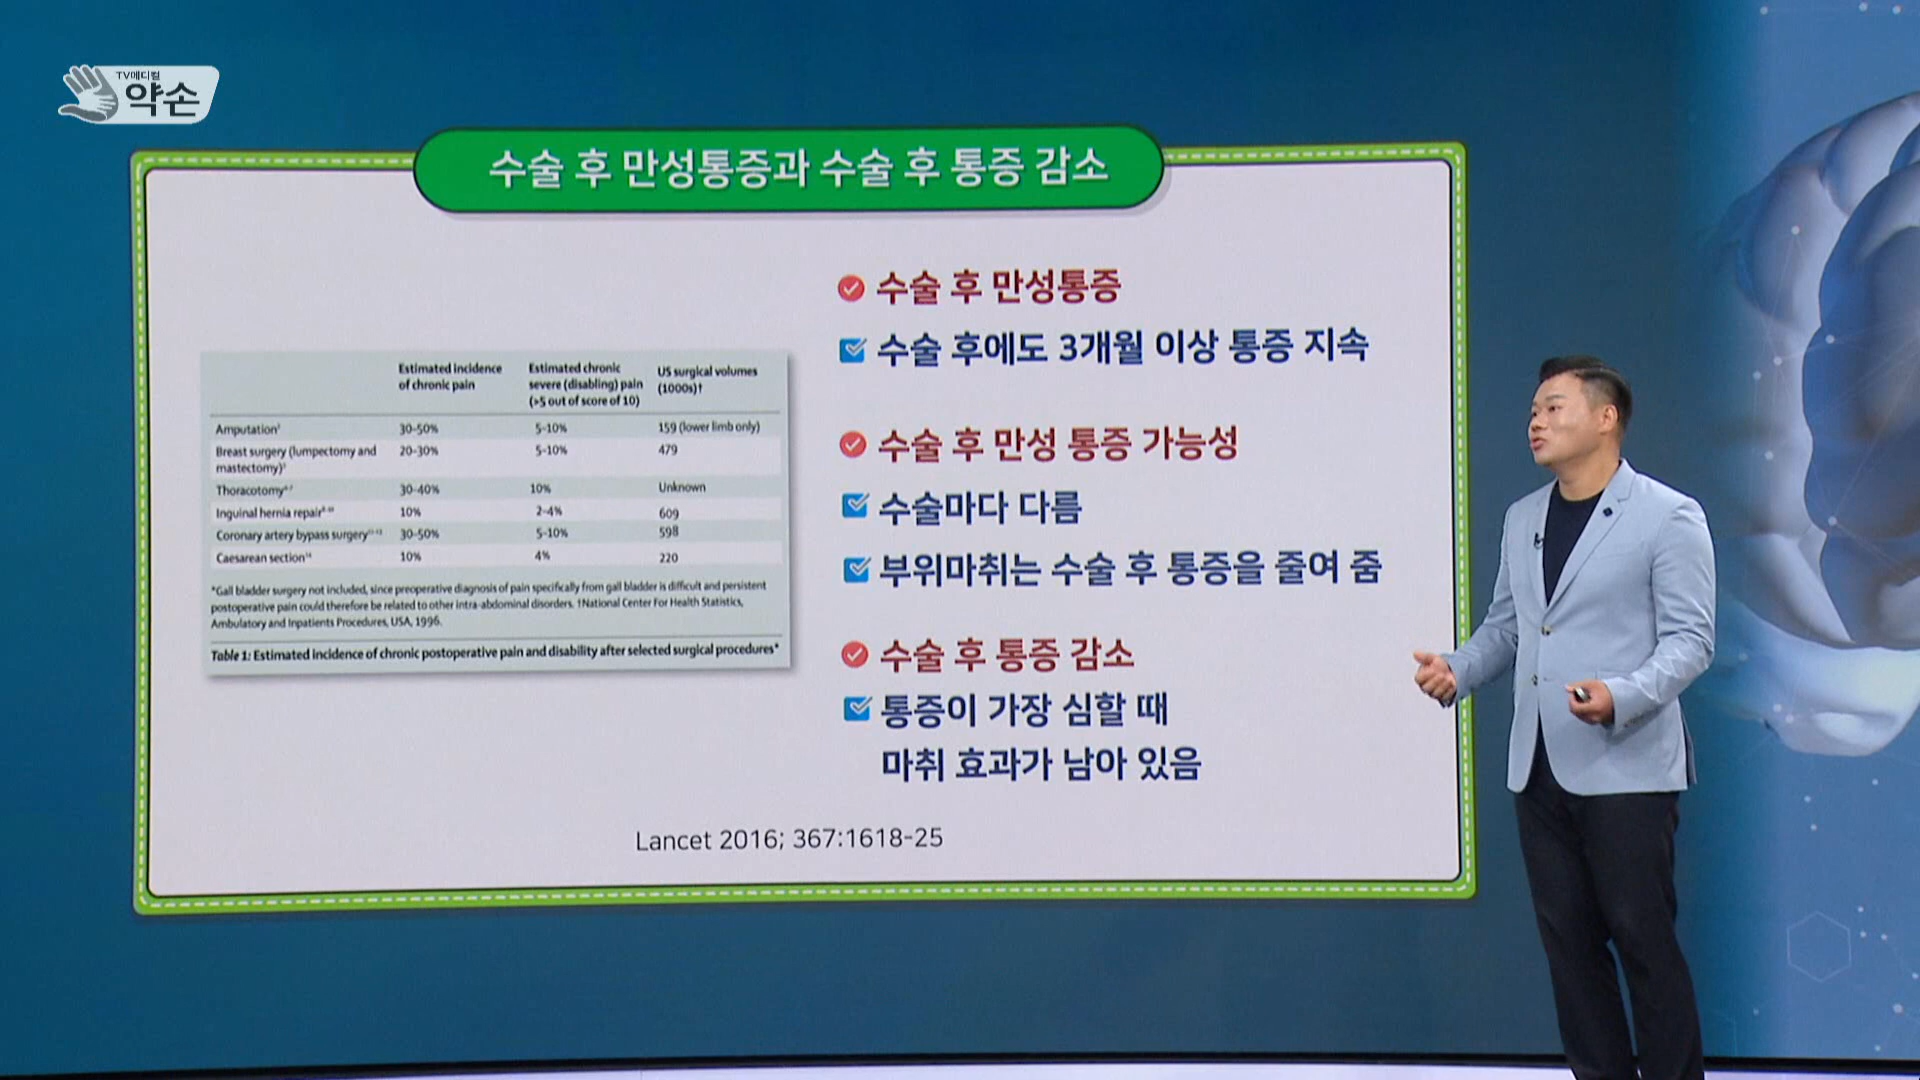 TV메디컬
약손
수술 후 만성통증과 수술 후 통증 감소
수술 후 만성통증
수술 후에도 3개월 이상 통증 지속
수술 후 만성 통증 가능성
수술마다 다름
부위마취는 수술 후 통증을 줄여 줌
수술 후 통증 감소
통증이 가장 심할 때
마취 효과가 남아 있음
Estimated incidence of chronic pain
Estimated chronic severe (disabling) pain (>5 out of score of 10)
US surgical volumes (1000s)†
Amputation 30-50% 5-10% 159 (lower limb only)
Breast surgery (lumpectomy and mastectomy) 20-30% 5-10% 479
Thoracotomy 30-40% 10% Unknown
Inguinal hernia repair 10% 2-4% 609
Coronary artery bypass surgery 30-50% 5-10% 598
Caesarean section 10% 4% 220
*Gall bladder surgery not included, since preoperative diagnosis of pain specifically from gall bladder is difficult and persistent
postoperative pain could therefore be related to other intra-abdominal disorders. †National Center For Health Statistics,
Ambulatory and Inpatients Procedures, USA, 1996.
Table 1: Estimated incidence of chronic postoperative pain and disability after selected surgical procedures*
Lancet 2016; 367:1618-25